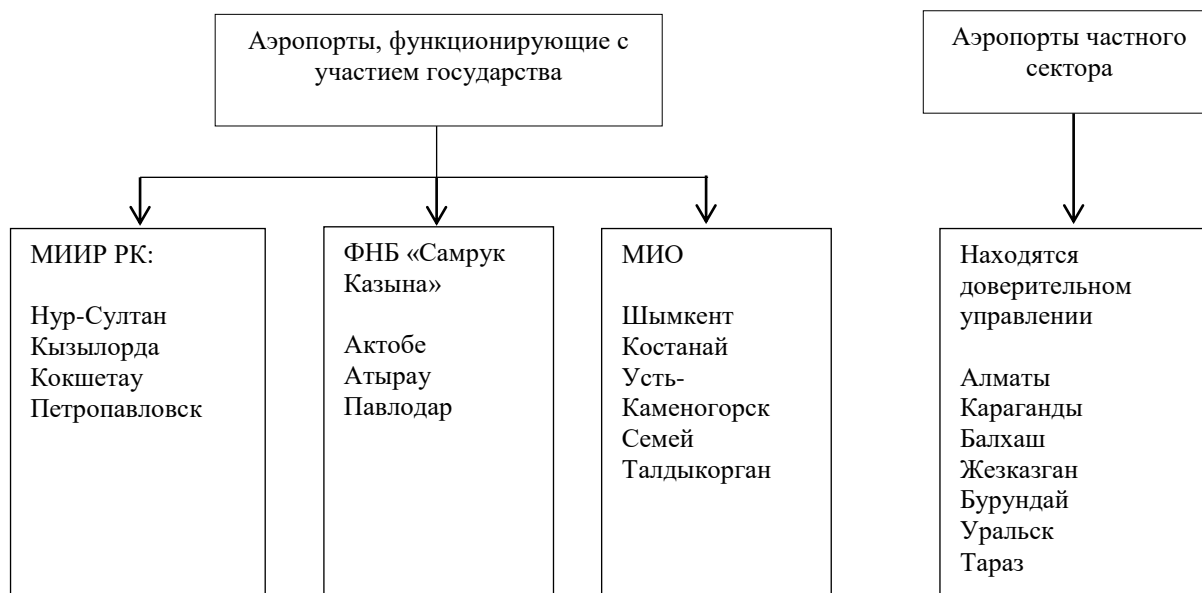 Аэропорты, функционирующие с
участием государства
Аэропорты частного
сектора
МИИР РК:
Нур-Султан
Кызылорда
Кокшетау
Петропавловск
ФНБ «Самрук
Казына»
Актобе
Атырау
Павлодар
МИО
Шымкент
Костанай
Усть-
Каменогорск
Семей
Талдыкорган
Находятся
доверительном
управлении
Алматы
Караганды
Балхаш
Жезказган
Бурундай
Уральск
Тараз